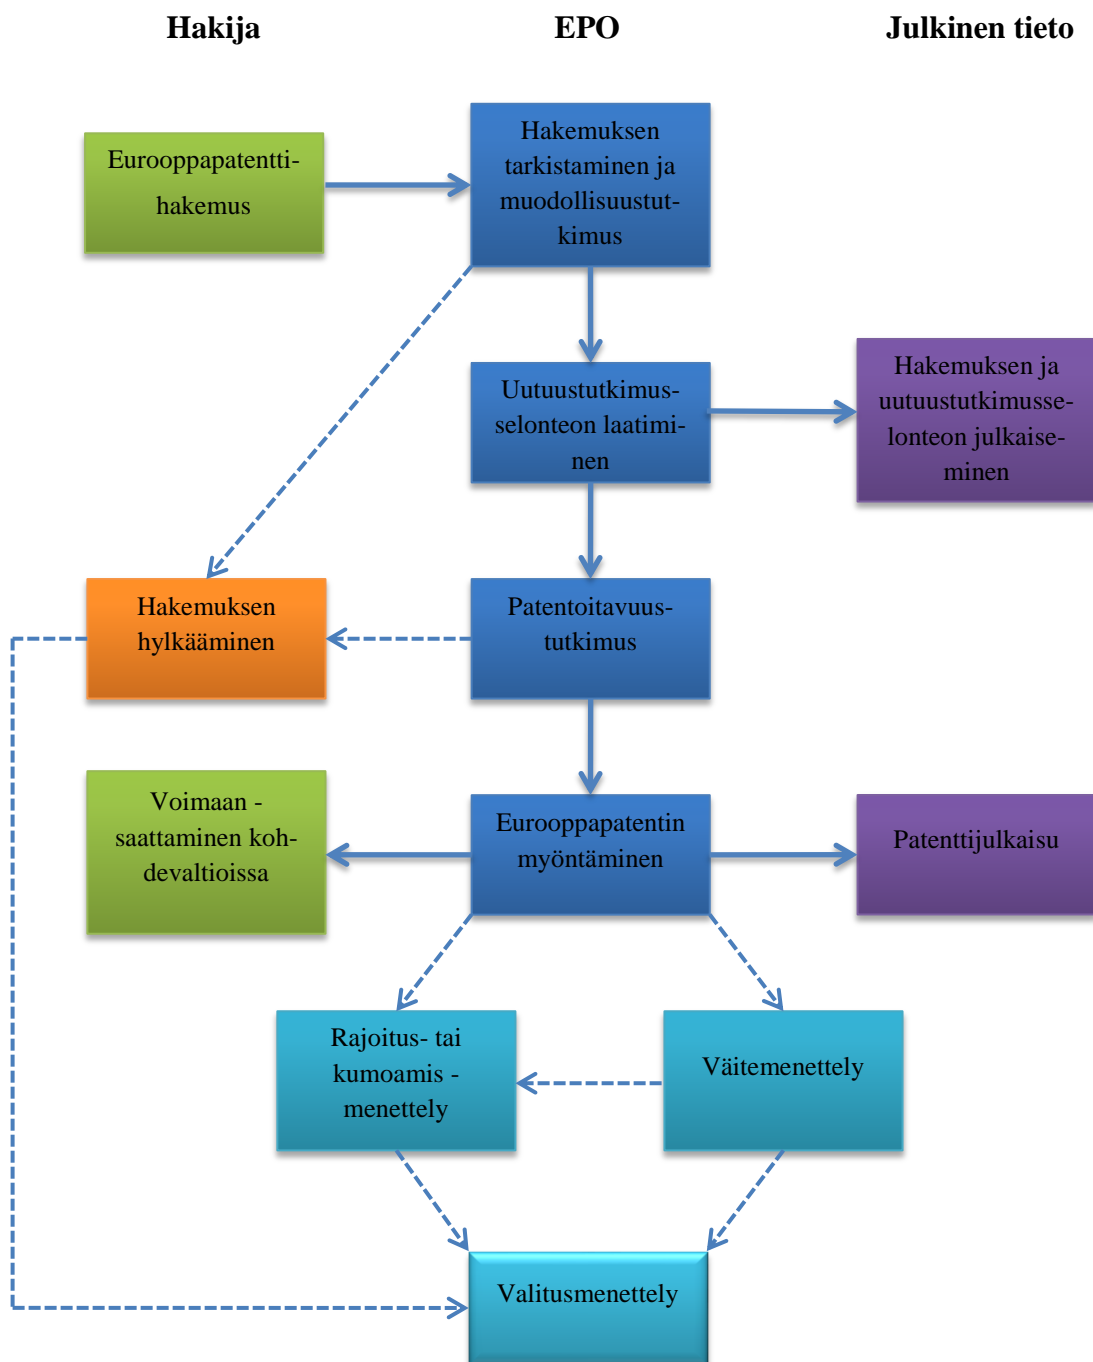 Hakija
EPO
Julkinen tieto
Eurooppapatentti-
hakemus
Hakemuksen
tarkistaminen ja
muodollisuustut-
kimus
Uutuustutkimus-
selonteon laatimi-
nen
Hakemuksen ja
uutuustutkimusse-
lonteon julkaise-
minen
Hakemuksen
hylkääminen
Patentoitavuus-
tutkimus
Voimaan -
saattaminen koh-
devaltioissa
Eurooppapatentin
myöntäminen
Patenttijulkaisu
Rajoitus- tai
kumoamis -
menettely
Väitemenettely
Valitusmenettely